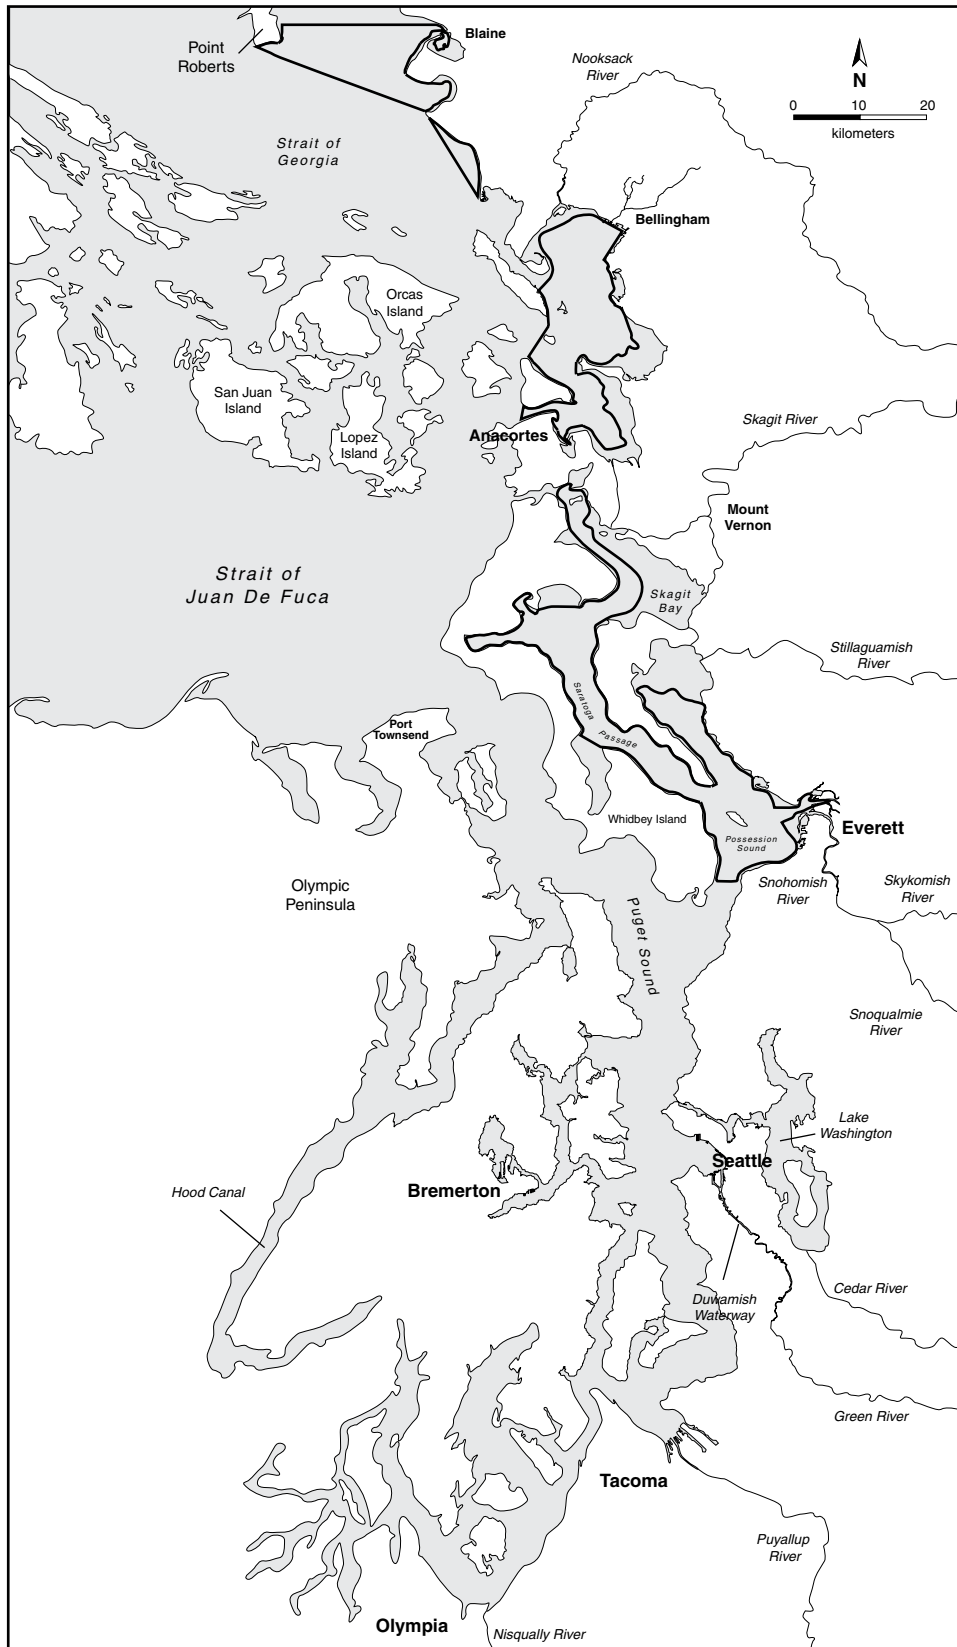 Blaine
Point
Roberts
Nooksack
River
N
0 10 20
kilometers
Strait of
Georgia
Bellingham
Orcas
Island
San Juan
Island
Skagit River
Anacortes
Lopez
Island
Mount
Vernon
Strait of
Juan De Fuca
Skagit
Bay
Stillaguamish
River
Saratoga
Passage
Port
Townsend
Whidbey Island
Everett
Possession
Sound
Olympic
Peninsula
Snohomish
River
Skykomish
River
Puget Sound
Snoqualmie
River
Lake
Washington
Seattle
Bremerton
Hood Canal
Duwamish
Waterway
Cedar River
Green River
Tacoma
Puyallup
River
Olympia
Nisqually River